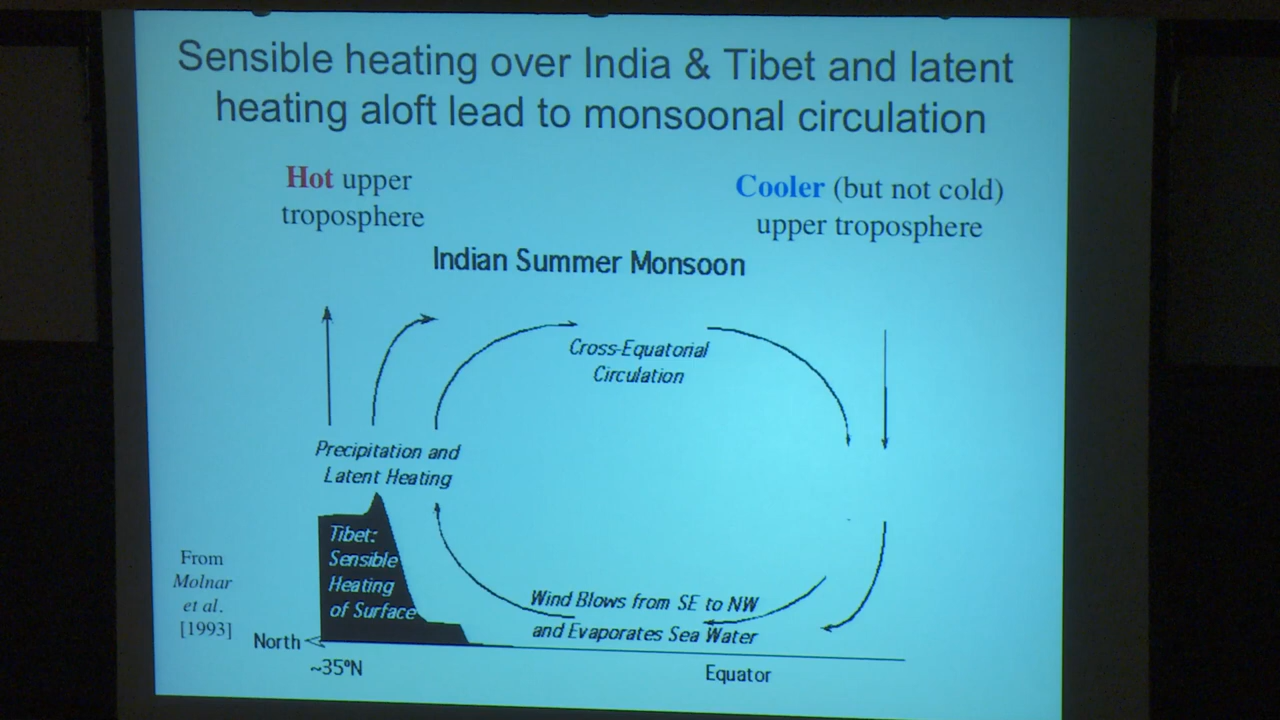 Sensible heating over India & Tibet and latent
heating aloft lead to monsoonal circulation
Hot upper
troposphere
Cooler (but not cold)
upper troposphere
Indian Summer Monsoon
Cross-Equatorial
Circulation
Precipitation and
Latent Heating
Tibet:
Sensible
Heating
of Surface
From
Molnar
et al.
[1993]
Wind Blows from SE to NW
and Evaporates Sea Water
North
~35°N
Equator